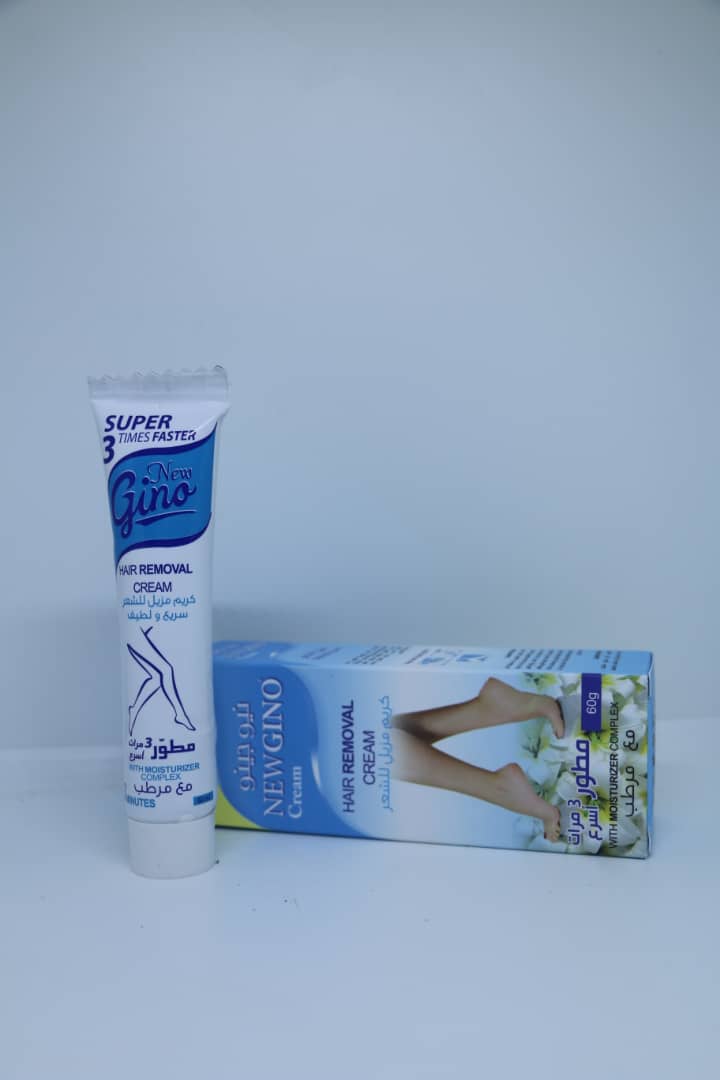 SUPER
3 TIMES FASTER
New
Gino
HAIR REMOVAL
CREAM
كريم مزيل للشعر
سريع و لطيف
مطوّر 3 مرات
أسرع
WITH MOISTURIZER
COMPLEX
مع مرطب
MINUTES
نيو جينو
NEWGINO
Cream
HAIR REMOVAL
CREAM
كريم مزيل للشعر
60g
مطور 3 مرات
أسرع
WITH MOISTURIZER COMPLEX
مع مرطب